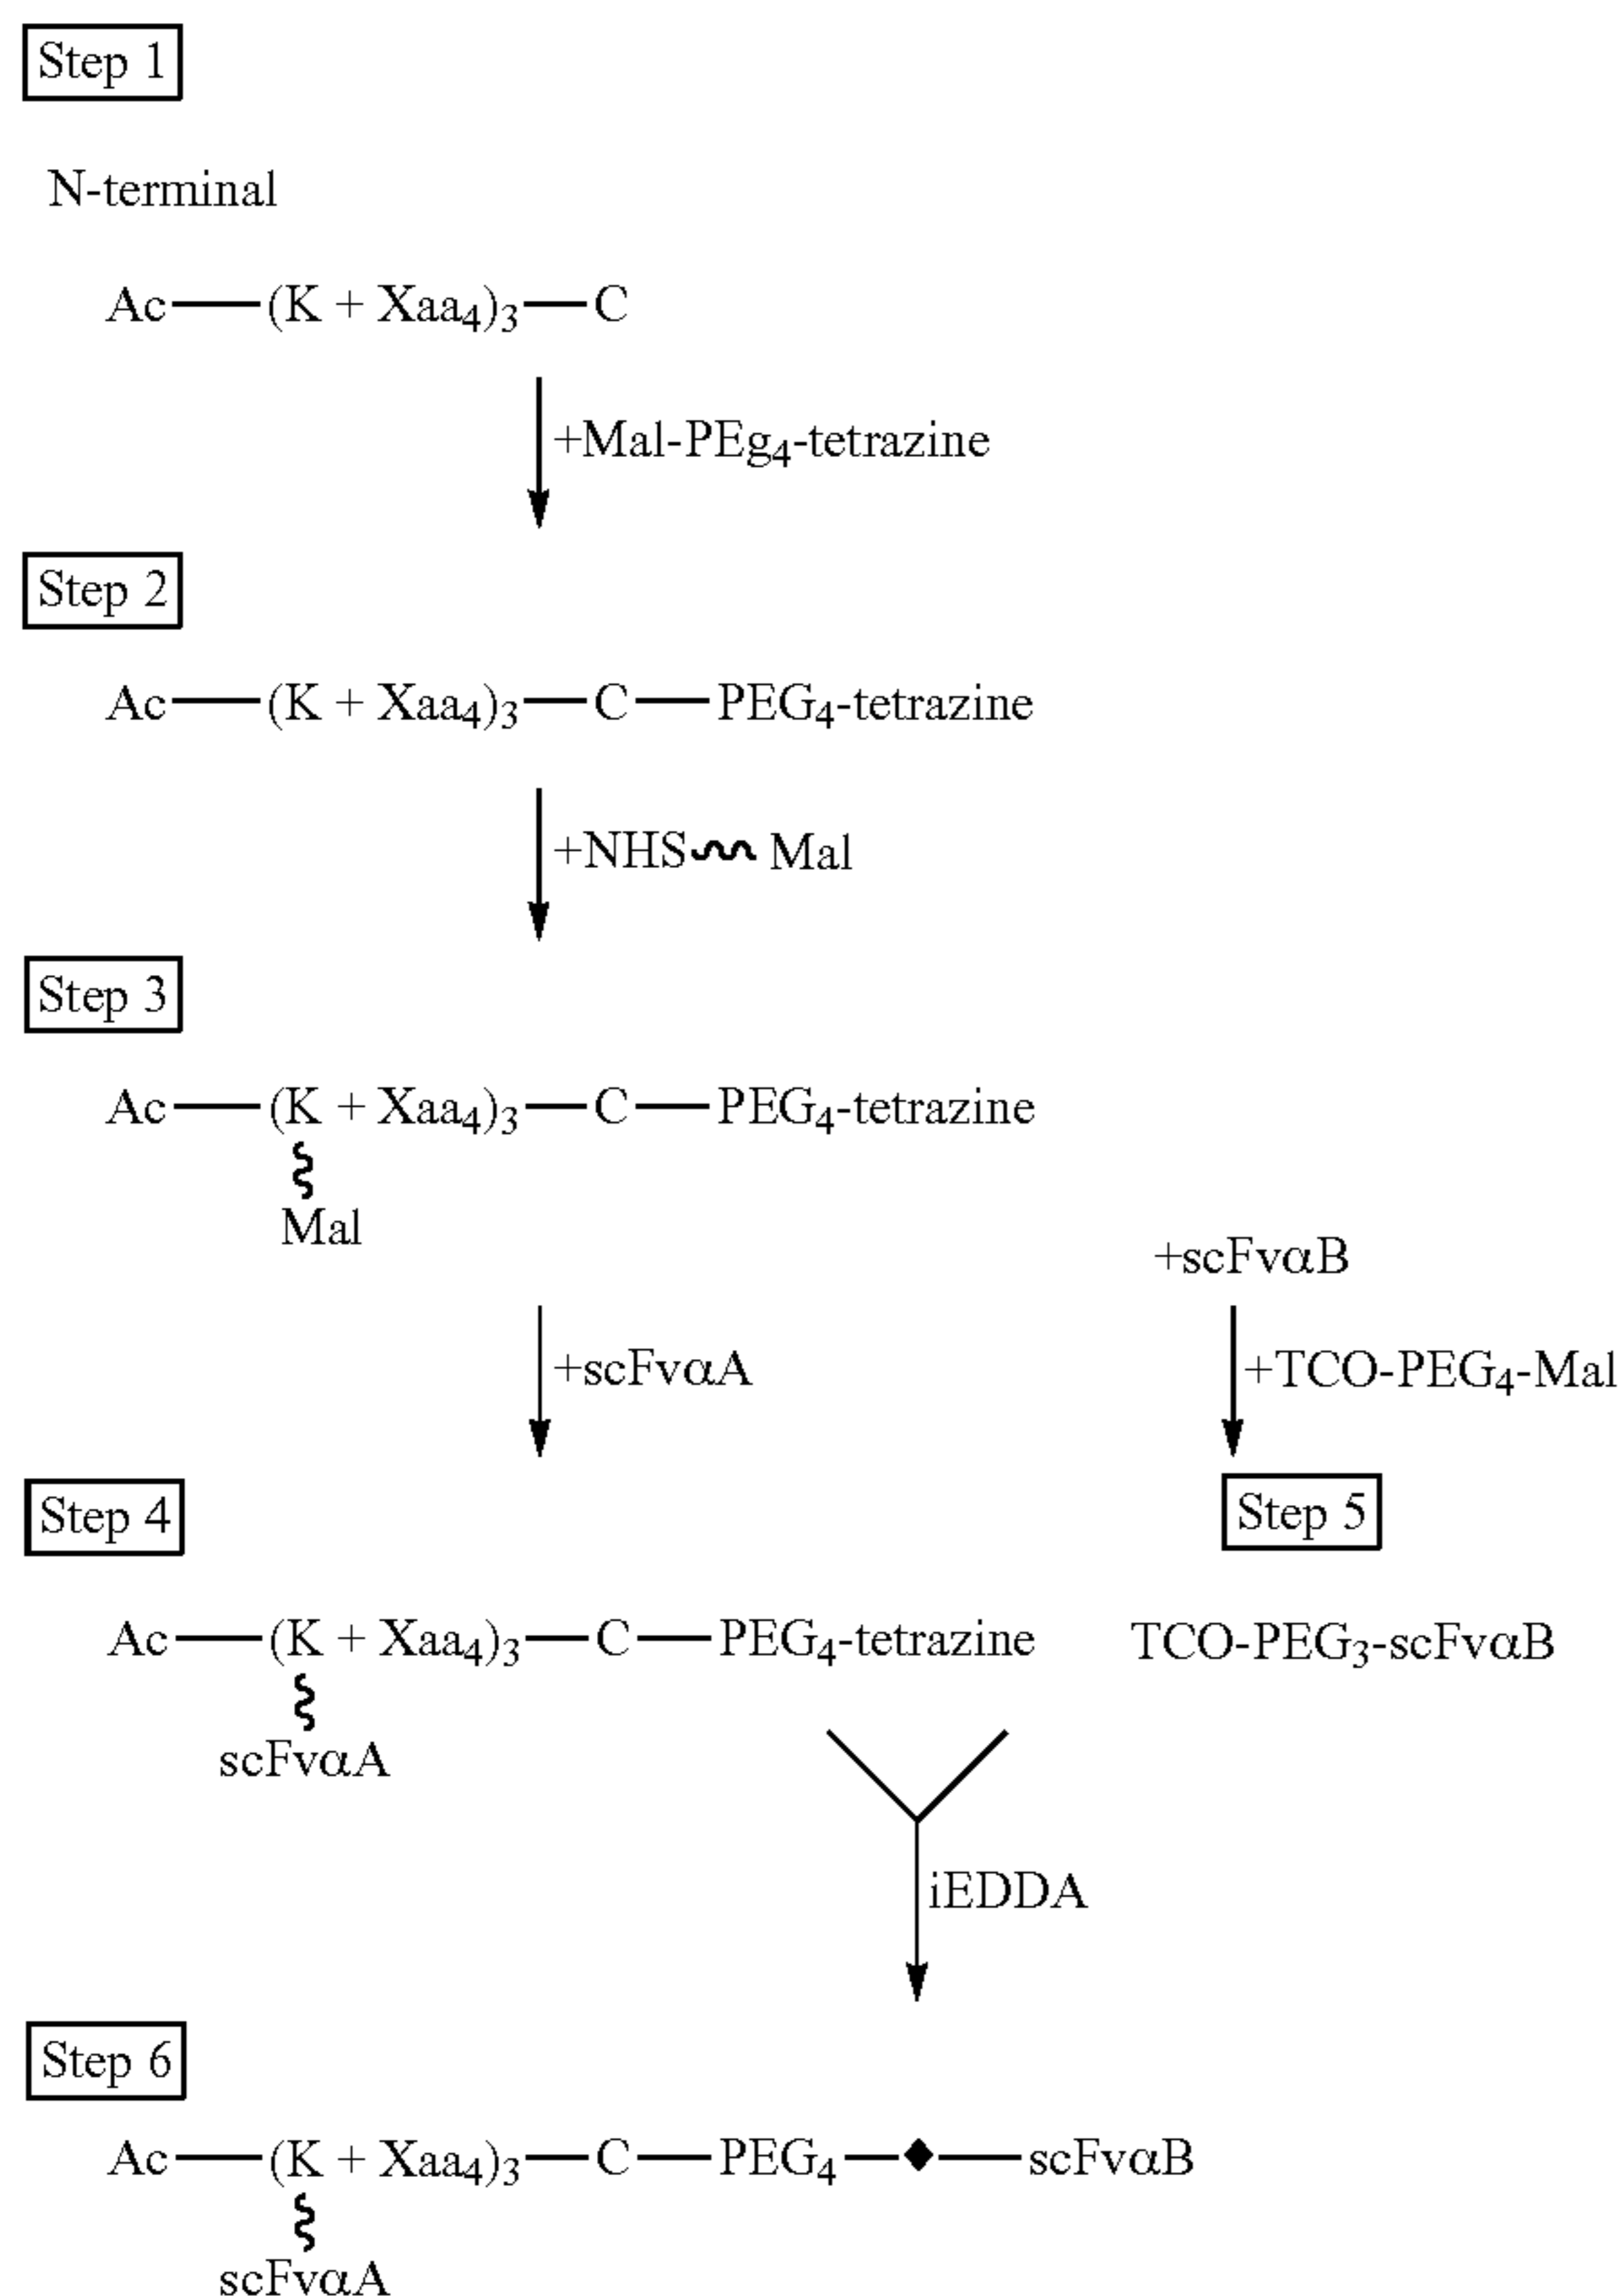 Step 1
N-terminal
Ac—(K + Xaa₄)₃—C
+Mal-PEg₄-tetrazine
Step 2
Ac—(K + Xaa₄)₃—C—PEG₄-tetrazine
+NHS Mal
Step 3
Ac—(K + Xaa₄)₃—C—PEG₄-tetrazine
Mal
+scFvαB
+scFvαA
+TCO-PEG₄-Mal
Step 4
Step 5
Ac—(K + Xaa₄)₃—C—PEG₄-tetrazine
TCO-PEG₃-scFvαB
scFvαA
iEDDA
Step 6
Ac—(K + Xaa₄)₃—C—PEG₄—◆—scFvαB
scFvαA